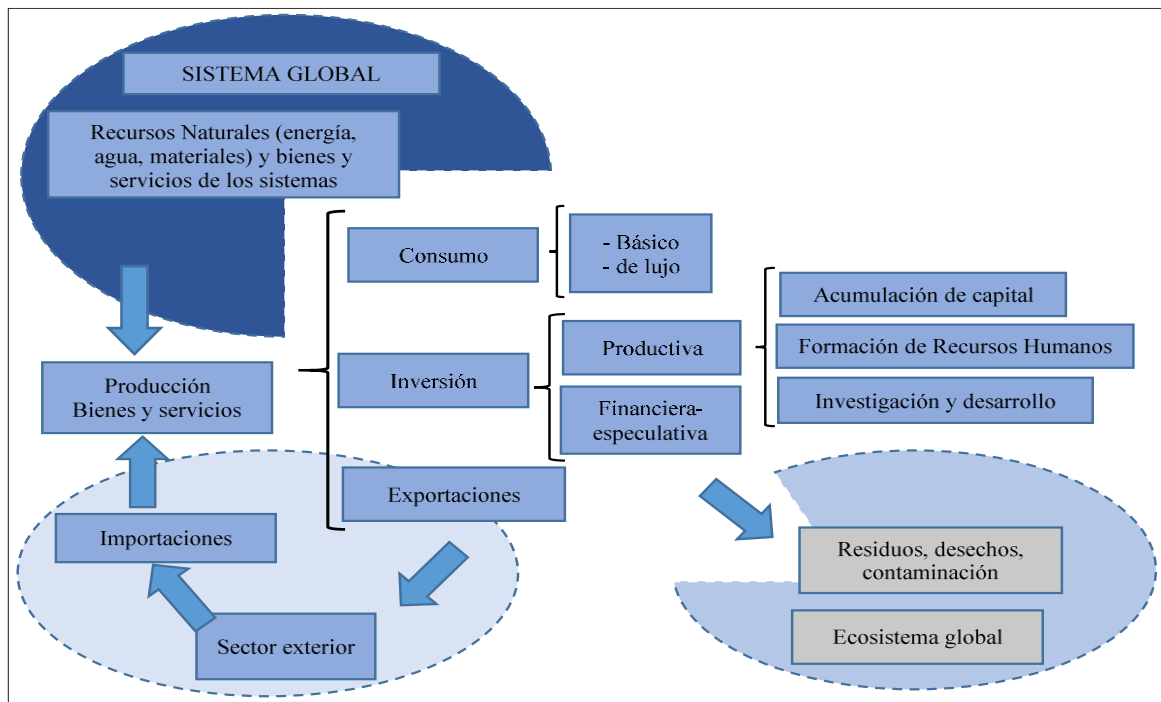 SISTEMA GLOBAL
Recursos Naturales (energía,
agua, materiales) y bienes y
servicios de los sistemas
Consumo
- Básico
- de lujo
Producción
Bienes y servicios
Inversión
Productiva
Financiera-
especulativa
Acumulación de capital
Formación de Recursos Humanos
Investigación y desarrollo
Exportaciones
Importaciones
Sector exterior
Residuos, desechos,
contaminación
Ecosistema global